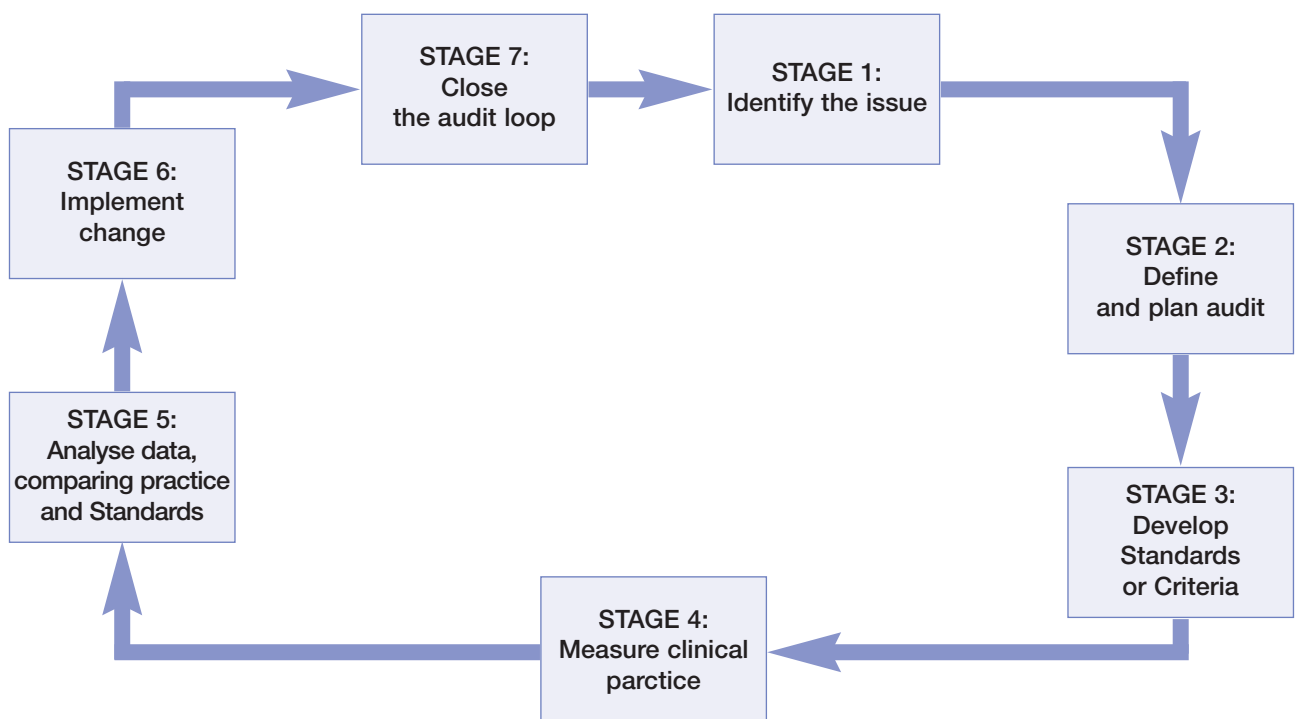 STAGE 7:
Close
the audit loop
STAGE 1:
Identify the issue
STAGE 6:
Implement
change
STAGE 2:
Define
and plan audit
STAGE 5:
Analyse data,
comparing practice
and Standards
STAGE 3:
Develop
Standards
or Criteria
STAGE 4:
Measure clinical
parctice